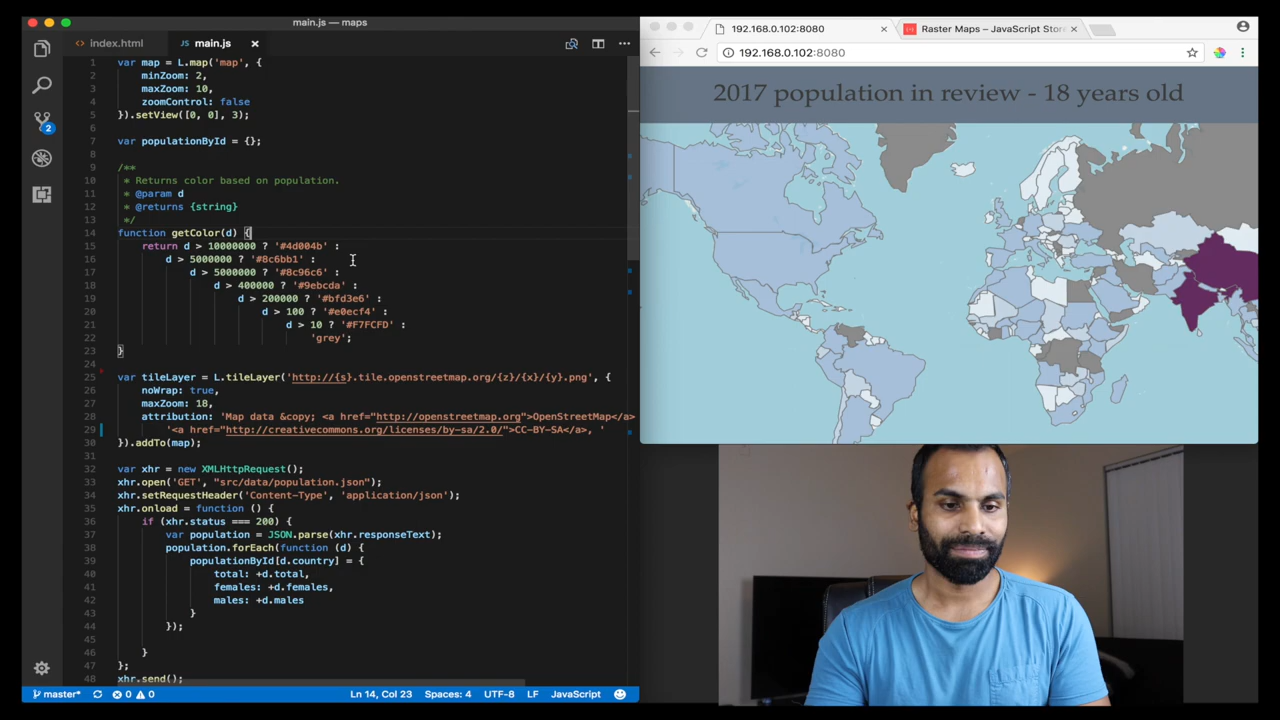 main.js — maps
index.html
main.js
1 var map = L.map('map', {
2 minZoom: 2,
3 maxZoom: 10,
4 zoomControl: false
5 }).setView([0, 0], 3);
6
7 var populationById = {};
8
9 /**
10 * Returns color based on population.
11 * @param d
12 * @returns {string}
13 */
14 function getColor(d) {
15 return d > 10000000 ? '#4d004b' :
16 d > 5000000 ? '#8c6bb1' :
17 d > 5000000 ? '#8c96c6' :
18 d > 400000 ? '#9ebcda' :
19 d > 200000 ? '#bfd3e6' :
20 d > 100 ? '#e0ecf4' :
21 d > 10 ? '#F7FCFD' :
22 'grey';
23 }
24
25 var tileLayer = L.tileLayer('http://{s}.tile.openstreetmap.org/{z}/{x}/{y}.png', {
26 noWrap: true,
27 maxZoom: 18,
28 attribution: 'Map data &copy; <a href="http://openstreetmap.org">OpenStreetMap</a>
29 '<a href="http://creativecommons.org/licenses/by-sa/2.0/">CC-BY-SA</a>, '
30 }).addTo(map);
31
32 var xhr = new XMLHttpRequest();
33 xhr.open('GET', "src/data/population.json");
34 xhr.setRequestHeader('Content-Type', 'application/json');
35 xhr.onload = function () {
36 if (xhr.status === 200) {
37 var population = JSON.parse(xhr.responseText);
38 population.forEach(function (d) {
39 populationById[d.country] = {
40 total: +d.total,
41 females: +d.females,
42 males: +d.males
43 }
44 });
45
46 }
47 };
48 xhr.send();
2
master*
0 0
Ln 14, Col 23
Spaces: 4
UTF-8
LF
JavaScript
192.168.0.102:8080
Raster Maps – JavaScript Stor
192.168.0.102:8080
2017 population in review - 18 years old